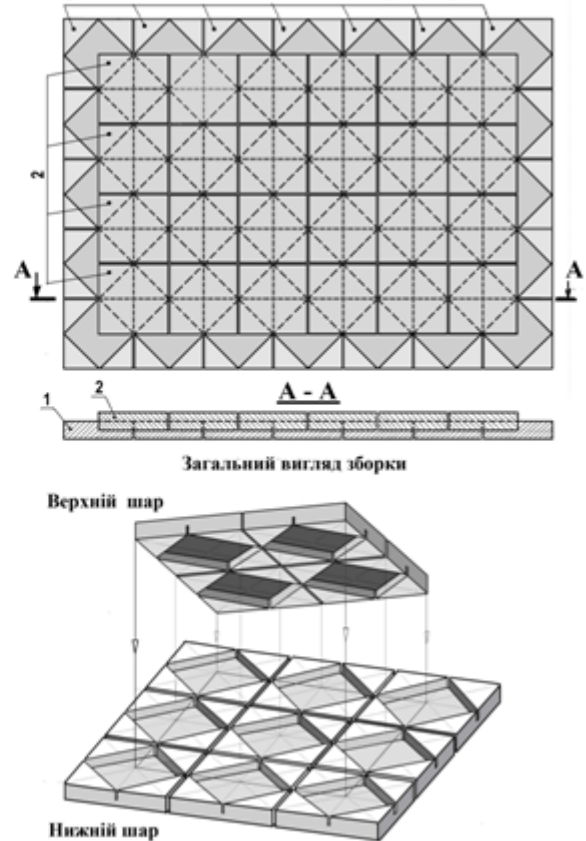 2
A A
A - A
1 2
Загальний вигляд зборки
Верхній шар
Нижній шар